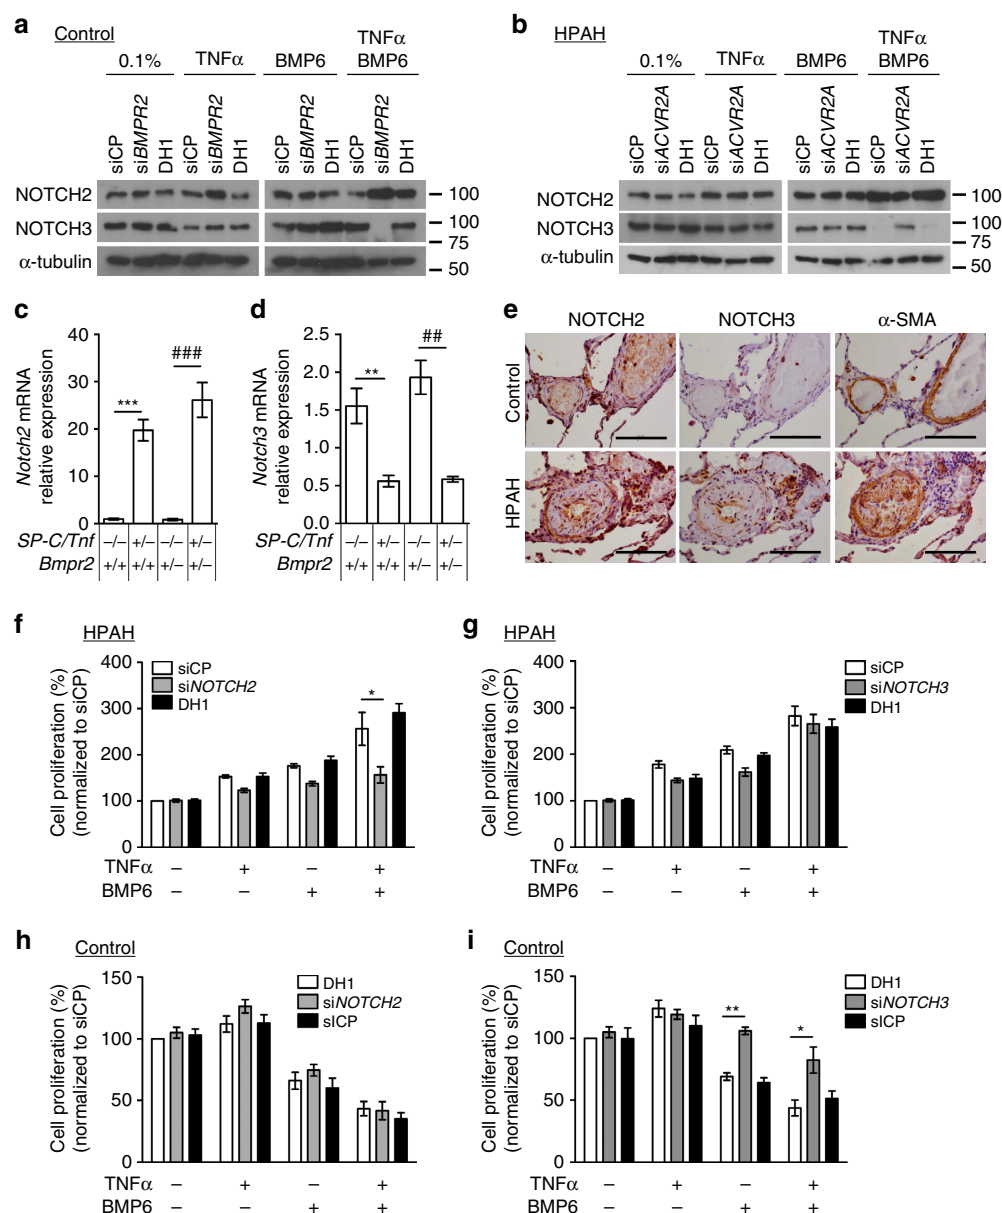 a
Control
0.1%
TNFα
BMP6
TNFα
BMP6
siCP
siBMPR2
DH1
siCP
siBMPR2
DH1
siCP
siBMPR2
DH1
siCP
siBMPR2
DH1
NOTCH2
NOTCH3
α-tubulin
100
100
75
50
b
HPAH
0.1%
TNFα
BMP6
TNFα
BMP6
siCP
siACVR2A
DH1
siCP
siACVR2A
DH1
siCP
siACVR2A
DH1
siCP
siACVR2A
DH1
NOTCH2
NOTCH3
α-tubulin
100
100
75
50
c
Notch2 mRNA
relative expression
40
30
20
10
0
***
###
SP-C/Tnf −/− +/− −/− +/−
Bmpr2 +/+ +/+ +/− +/−
d
Notch3 mRNA
relative expression
2.5
2.0
1.5
1.0
0.5
0.0
**
##
SP-C/Tnf −/− +/− −/− +/−
Bmpr2 +/+ +/+ +/− +/−
e
NOTCH2 NOTCH3 α-SMA
Control
HPAH
f
HPAH
Cell proliferation (%)
(normalized to siCP)
400
300
200
100
0
siCP
siNOTCH2
DH1
*
TNFα − + − +
BMP6 − − + +
g
HPAH
Cell proliferation (%)
(normalized to siCP)
400
300
200
100
0
siCP
siNOTCH3
DH1
TNFα − + − +
BMP6 − − + +
h
Control
Cell proliferation (%)
(normalized to siCP)
150
100
50
0
DH1
siNOTCH2
sICP
TNFα − + − +
BMP6 − − + +
i
Control
Cell proliferation (%)
(normalized to siCP)
150
100
50
0
DH1
siNOTCH3
sICP
**
*
TNFα − + − +
BMP6 − − + +